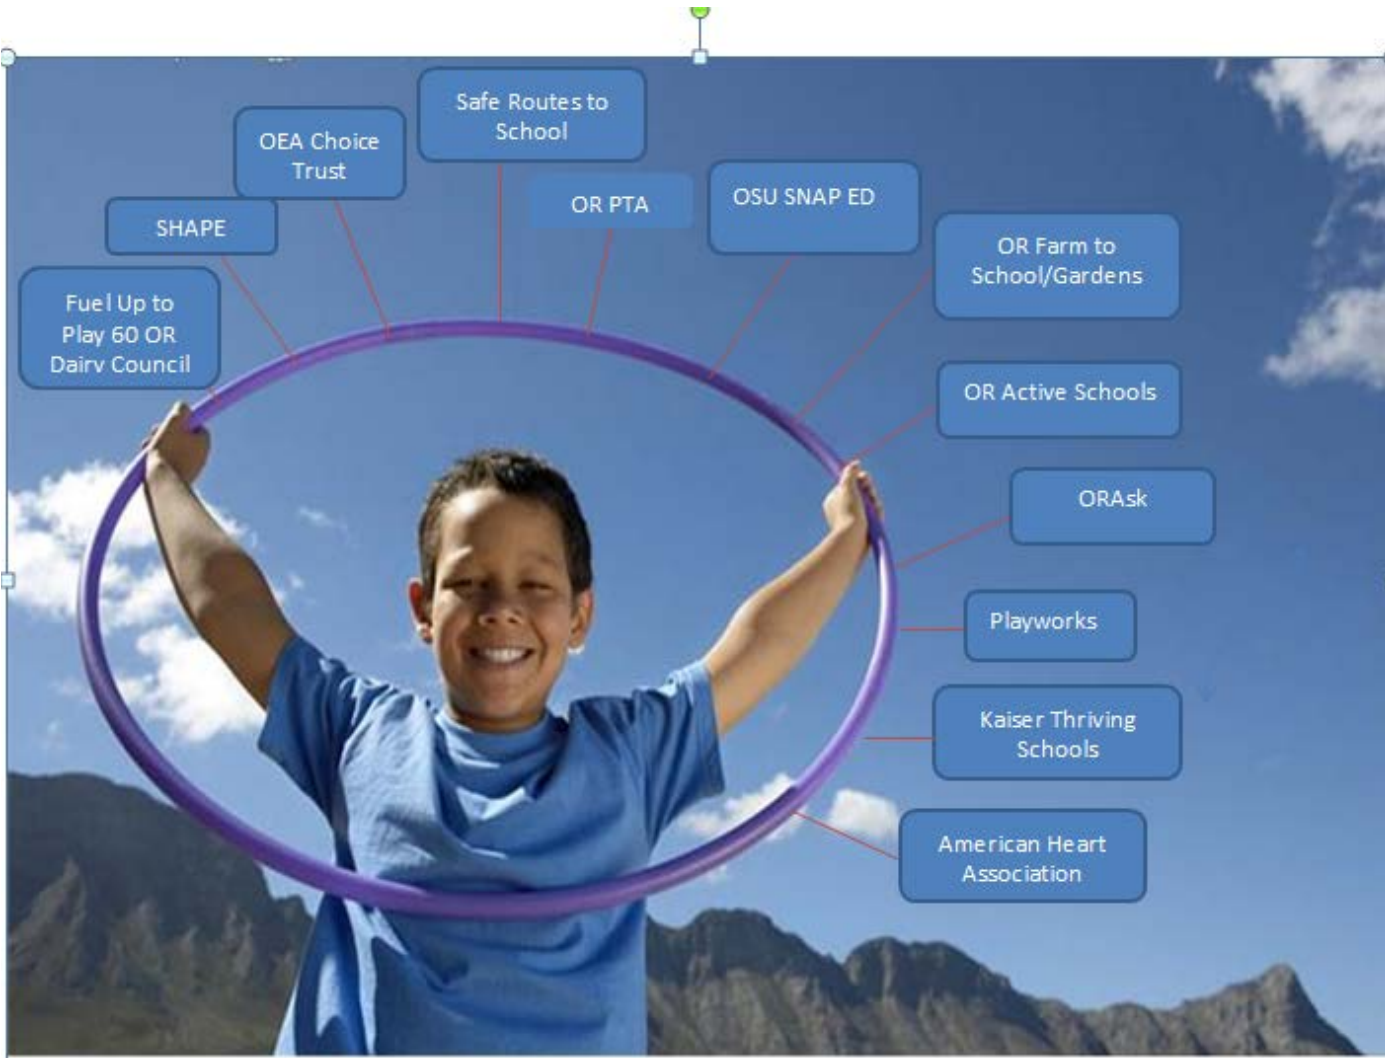 Safe Routes to
School
OEA Choice
Trust
OR PTA
OSU SNAP ED
SHAPE
OR Farm to
School/Gardens
Fuel Up to
Play 60 OR
Dairy Council
OR Active Schools
ORAsk
Playworks
Kaiser Thriving
Schools
American Heart
Association